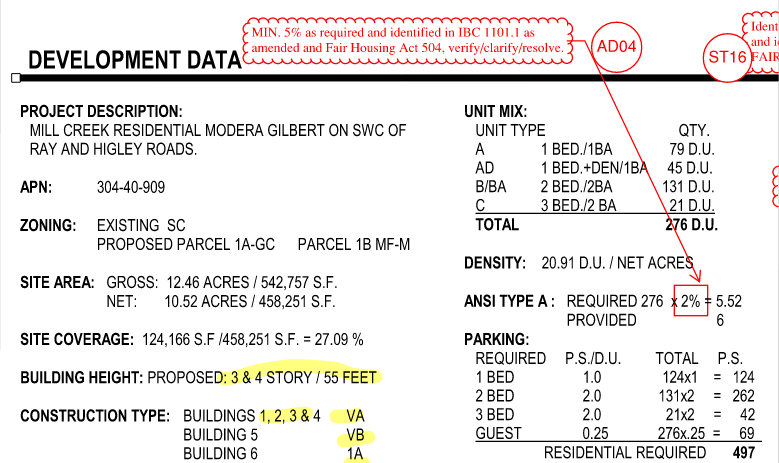 MIN. 5% as required and identified in IBC 1101.1 as
amended and Fair Housing Act 504, verify/clarify/resolve.
AD04
ST16
Ident
and i
FAIR
DEVELOPMENT DATA
PROJECT DESCRIPTION:
MILL CREEK RESIDENTIAL MODERA GILBERT ON SWC OF
RAY AND HIGLEY ROADS.
APN: 304-40-909
ZONING: EXISTING SC
PROPOSED PARCEL 1A-GC PARCEL 1B MF-M
SITE AREA: GROSS: 12.46 ACRES / 542,757 S.F.
NET: 10.52 ACRES / 458,251 S.F.
SITE COVERAGE: 124,166 S.F /458,251 S.F. = 27.09 %
BUILDING HEIGHT: PROPOSED: 3 & 4 STORY / 55 FEET
CONSTRUCTION TYPE: BUILDINGS 1, 2, 3 & 4 VA
BUILDING 5 VB
BUILDING 6 1A
UNIT MIX:
UNIT TYPE QTY.
A 1 BED./1BA 79 D.U.
AD 1 BED.+DEN/1BA 45 D.U.
B/BA 2 BED./2BA 131 D.U.
C 3 BED./2 BA 21 D.U.
TOTAL 276 D.U.
DENSITY: 20.91 D.U. / NET ACRES
ANSI TYPE A : REQUIRED 276 x 2% = 5.52
PROVIDED 6
PARKING:
REQUIRED P.S./D.U. TOTAL P.S.
1 BED 1.0 124x1 = 124
2 BED 2.0 131x2 = 262
3 BED 2.0 21x2 = 42
GUEST 0.25 276x.25 = 69
RESIDENTIAL REQUIRED 497